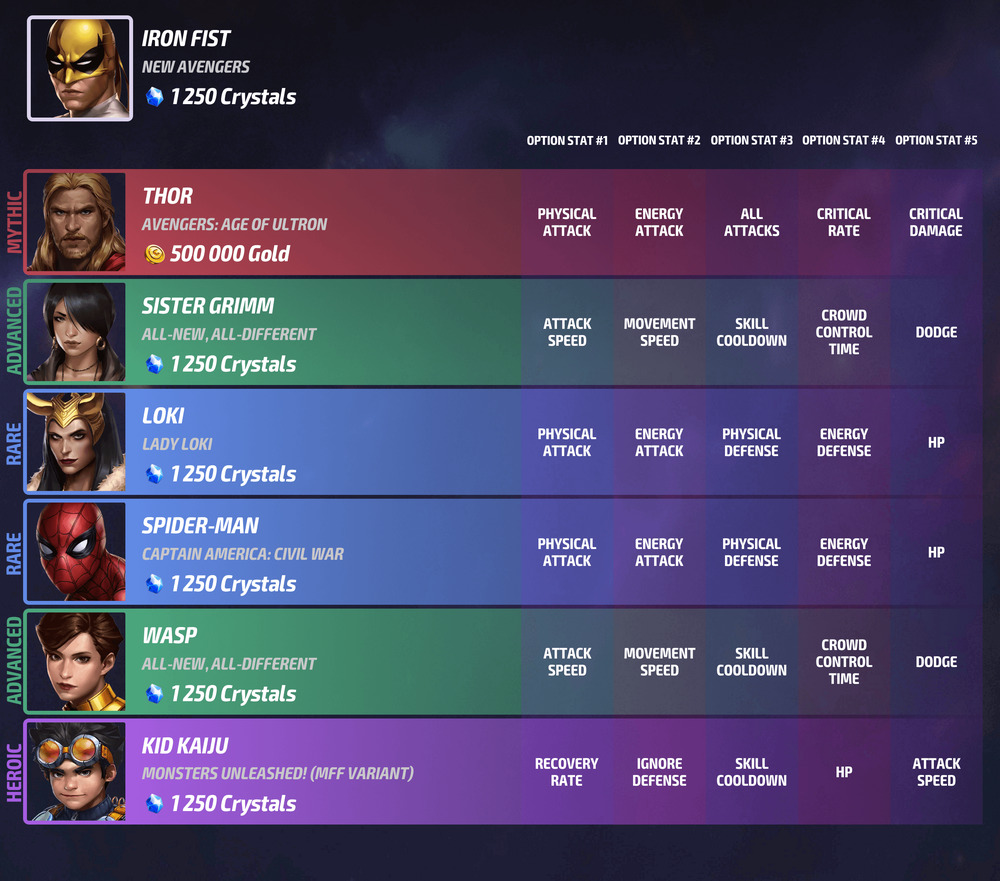 IRON FIST
NEW AVENGERS
1 250 Crystals
OPTION STAT #1 OPTION STAT #2 OPTION STAT #3 OPTION STAT #4 OPTION STAT #5
MYTHIC
THOR
AVENGERS: AGE OF ULTRON
500 000 Gold
PHYSICAL
ATTACK
ENERGY
ATTACK
ALL
ATTACKS
CRITICAL
RATE
CRITICAL
DAMAGE
ADVANCED
SISTER GRIMM
ALL-NEW, ALL-DIFFERENT
1 250 Crystals
ATTACK
SPEED
MOVEMENT
SPEED
SKILL
COOLDOWN
CROWD
CONTROL
TIME
DODGE
RARE
LOKI
LADY LOKI
1 250 Crystals
PHYSICAL
ATTACK
ENERGY
ATTACK
PHYSICAL
DEFENSE
ENERGY
DEFENSE
HP
RARE
SPIDER-MAN
CAPTAIN AMERICA: CIVIL WAR
1 250 Crystals
PHYSICAL
ATTACK
ENERGY
ATTACK
PHYSICAL
DEFENSE
ENERGY
DEFENSE
HP
ADVANCED
WASP
ALL-NEW, ALL-DIFFERENT
1 250 Crystals
ATTACK
SPEED
MOVEMENT
SPEED
SKILL
COOLDOWN
CROWD
CONTROL
TIME
DODGE
HEROIC
KID KAIJU
MONSTERS UNLEASHED! (MFF VARIANT)
1 250 Crystals
RECOVERY
RATE
IGNORE
DEFENSE
SKILL
COOLDOWN
HP
ATTACK
SPEED